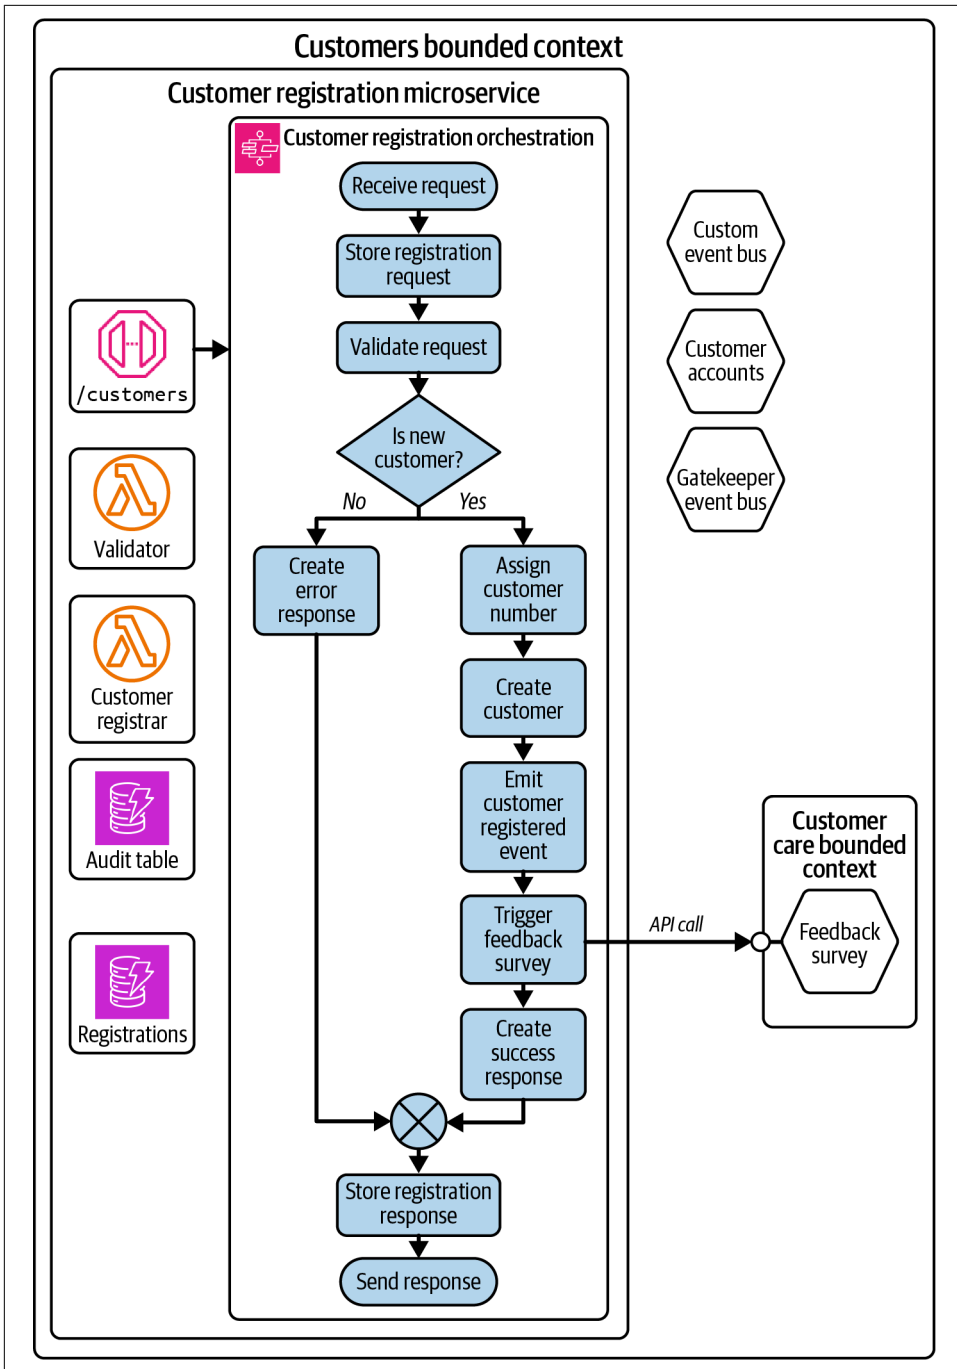 Customers bounded context
Customer registration microservice
Customer registration orchestration
Receive request
Store registration
request
Validate request
Is new
customer?
No
Yes
Create
error
response
Assign
customer
number
Create
customer
Emit
customer
registered
event
Trigger
feedback
survey
Create
success
response
Store registration
response
Send response
/customers
Validator
Customer
registrar
Audit table
Registrations
Custom
event bus
Customer
accounts
Gatekeeper
event bus
API call
Customer
care bounded
context
Feedback
survey